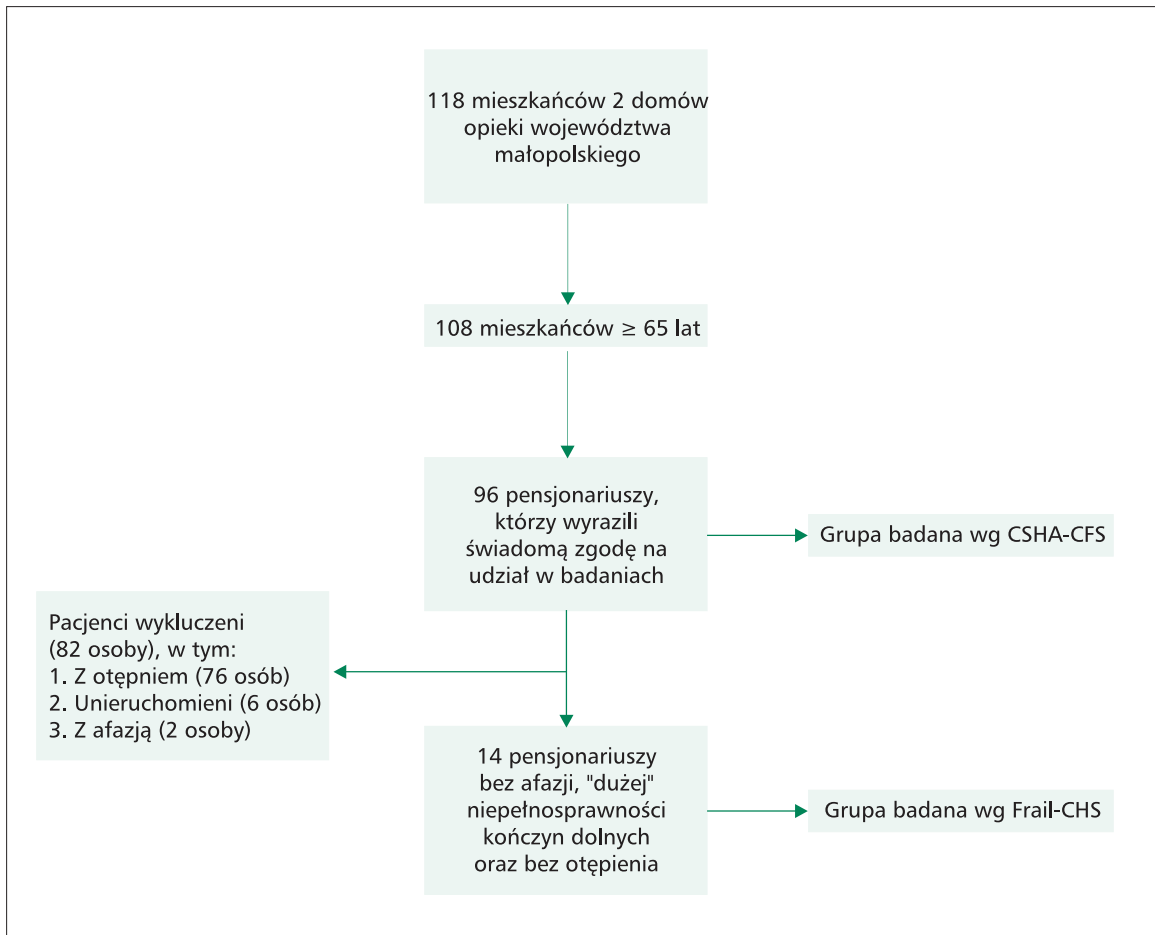 118 mieszkańców 2 domów
opieki województwa
małopolskiego
108 mieszkańców ≥ 65 lat
96 pensjonariuszy,
którzy wyrazili
świadomą zgodę na
udział w badaniach
Grupa badana wg CSHA-CFS
Pacjenci wykluczeni
(82 osoby), w tym:
1. Z otępniem (76 osób)
2. Unieruchomieni (6 osób)
3. Z afazją (2 osoby)
14 pensjonariuszy
bez afazji, "dużej"
niepełnosprawności
kończyn dolnych
oraz bez otępienia
Grupa badana wg Frail-CHS